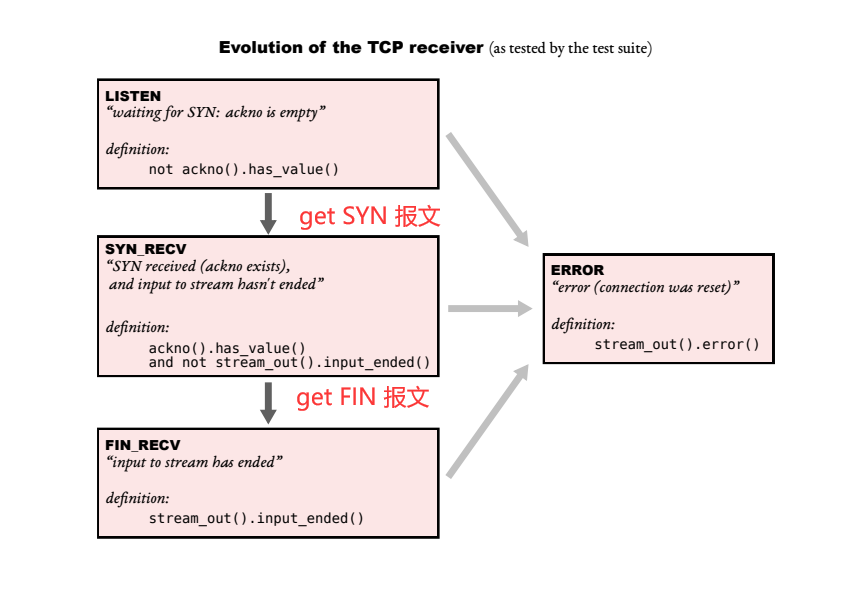 Evolution of the TCP receiver (as tested by the test suite)
LISTEN
“waiting for SYN: ackno is empty”
definition:
not ackno().has_value()
get SYN 报文
SYN_RECV
“SYN received (ackno exists),
and input to stream hasn't ended”
definition:
ackno().has_value()
and not stream_out().input_ended()
get FIN 报文
FIN_RECV
“input to stream has ended”
definition:
stream_out().input_ended()
ERROR
“error (connection was reset)”
definition:
stream_out().error()